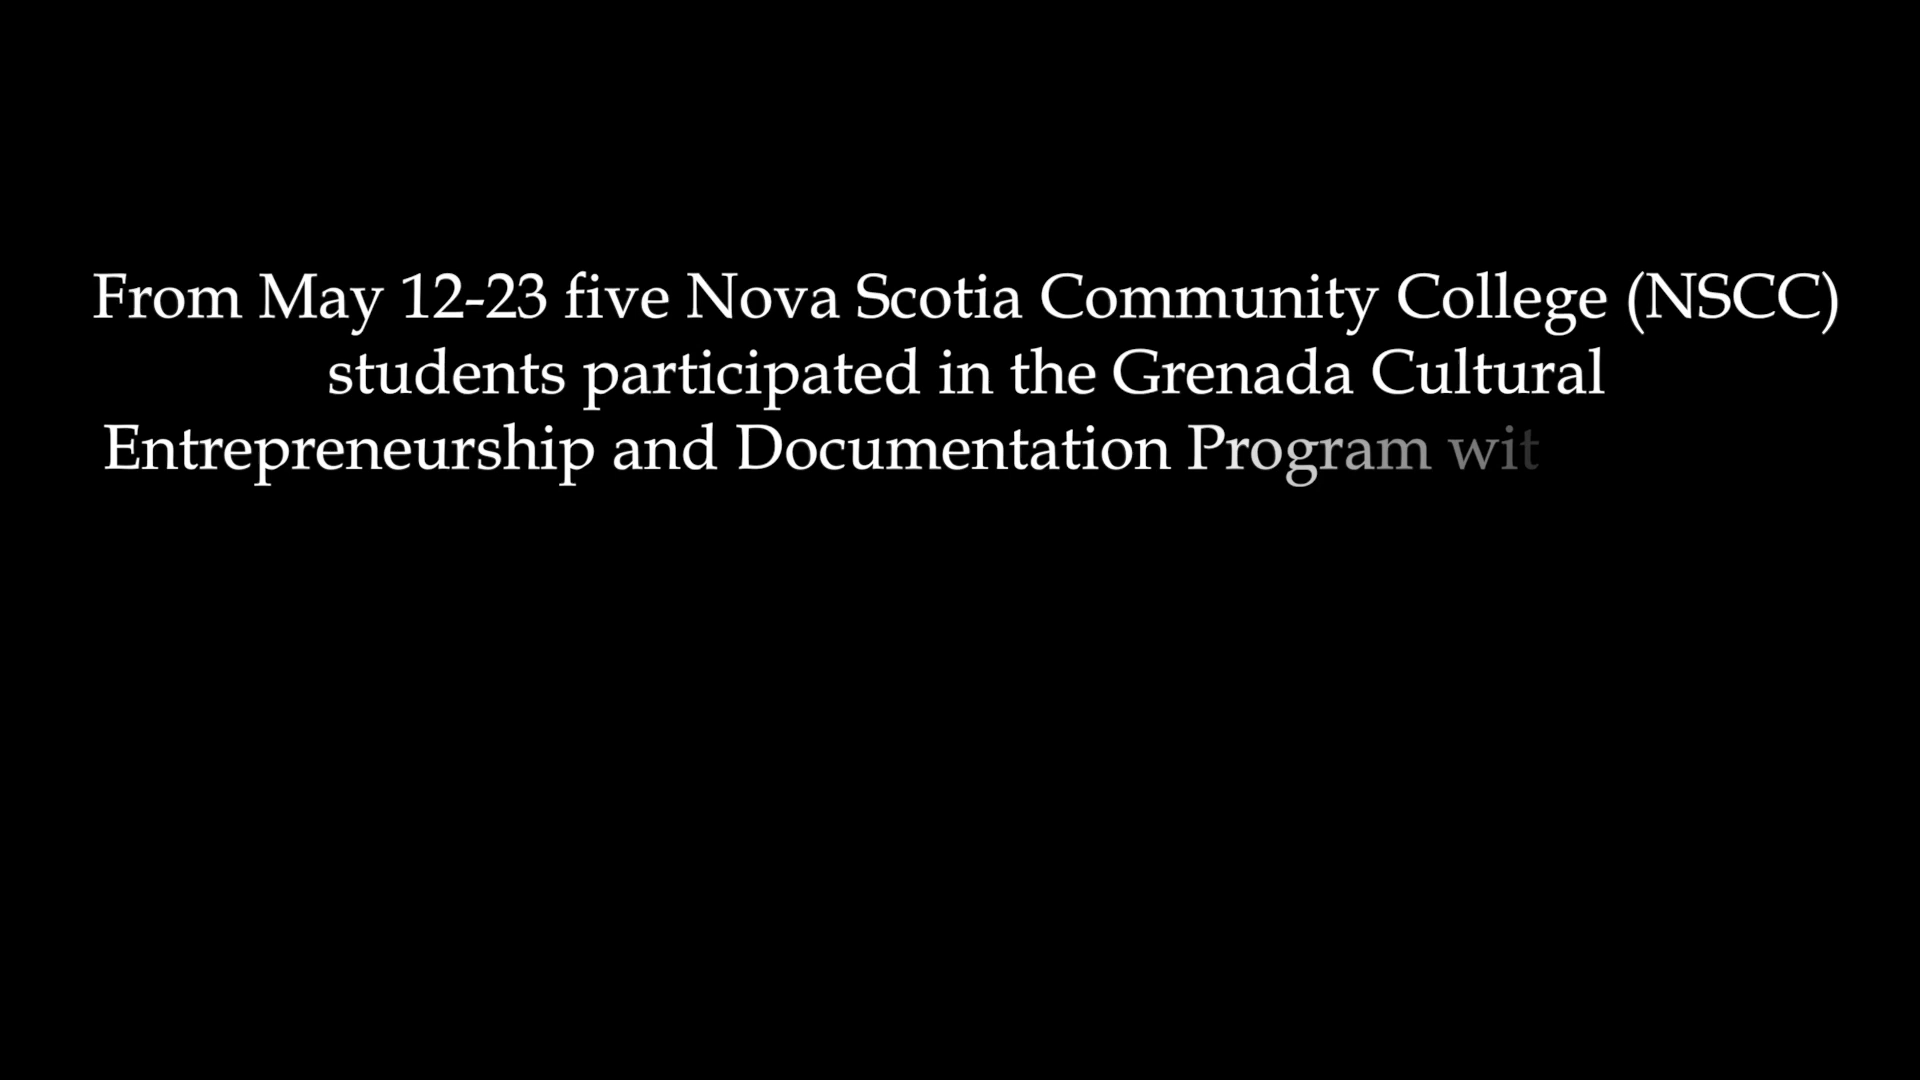 From May 12-23 five Nova Scotia Community College (NSCC)
students participated in the Grenada Cultural
Entrepreneurship and Documentation Program wit